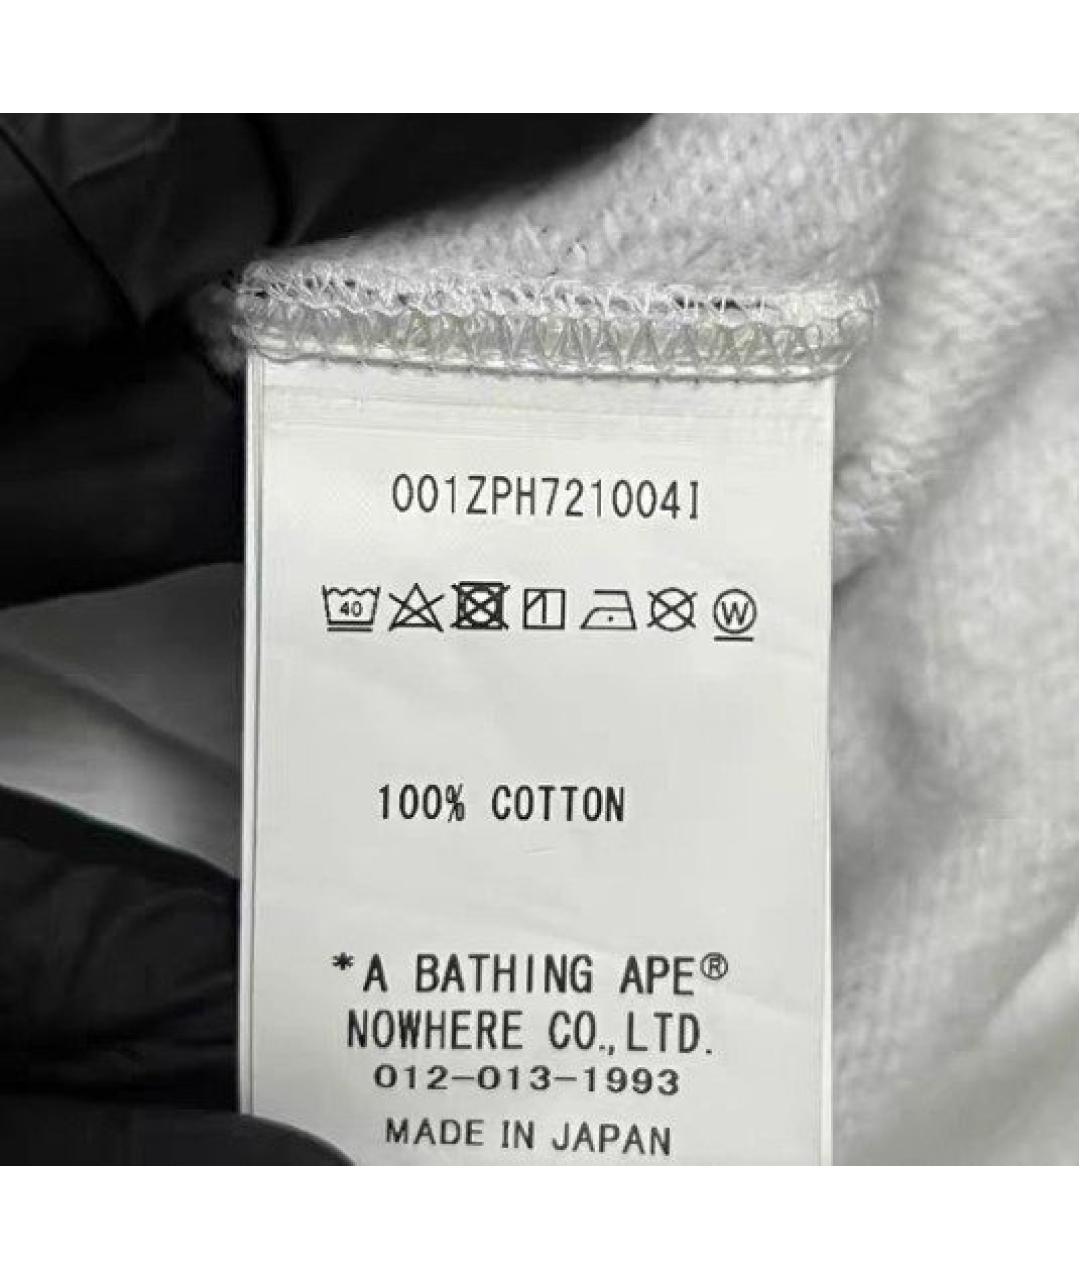 001ZPH721004I
40
W
100% COTTON
*A BATHING APE®
NOWHERE CO.,LTD.
012-013-1993
MADE IN JAPAN